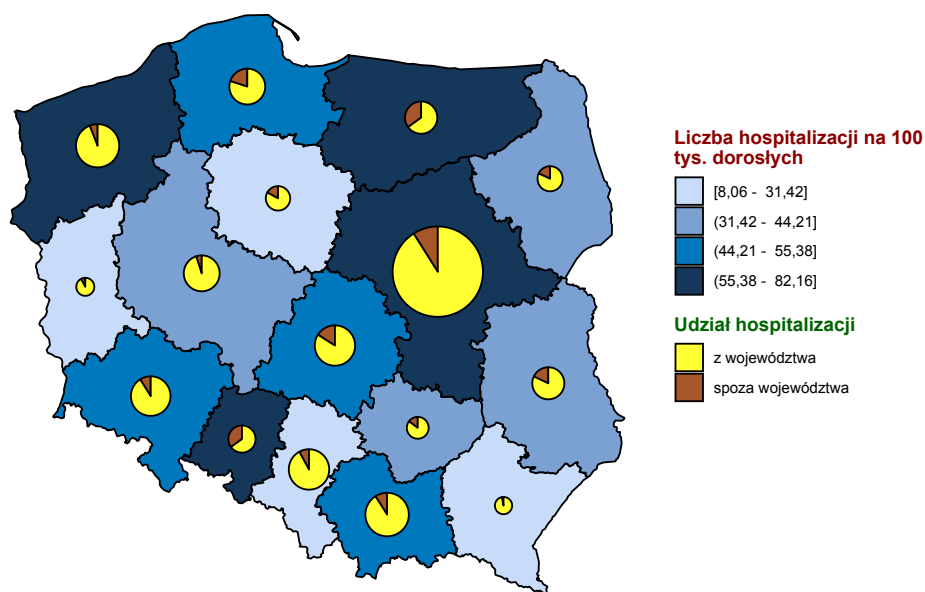 Liczba hospitalizacji na 100
tys. dorosłych
[8,06 - 31,42]
(31,42 - 44,21]
(44,21 - 55,38]
(55,38 - 82,16]
Udział hospitalizacji
z województwa
spoza województwa